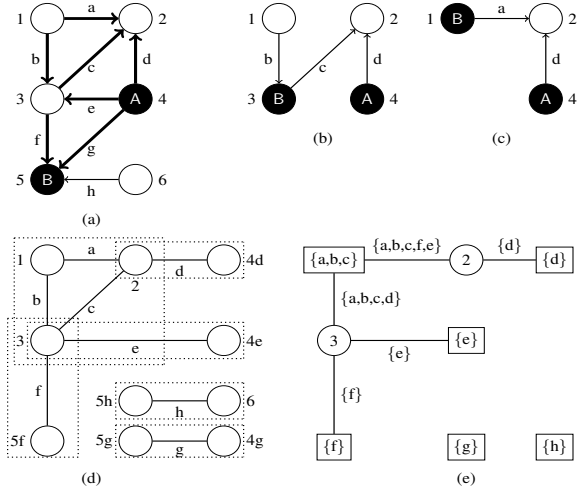 1 a 2
b c d
3 e A 4
f g
5 B h 6
(a)
1 2
b c d
3 B A 4
(b)
1 B a 2
d
A 4
(c)
1 a 2 d 4d
b c
3 e 4e
f
5h h 6
5f 5g g 4g
(d)
{a,b,c} {a,b,c,f,e} 2 {d} {d}
{a,b,c,d}
3 {e} {e}
{f}
{f} {g} {h}
(e)